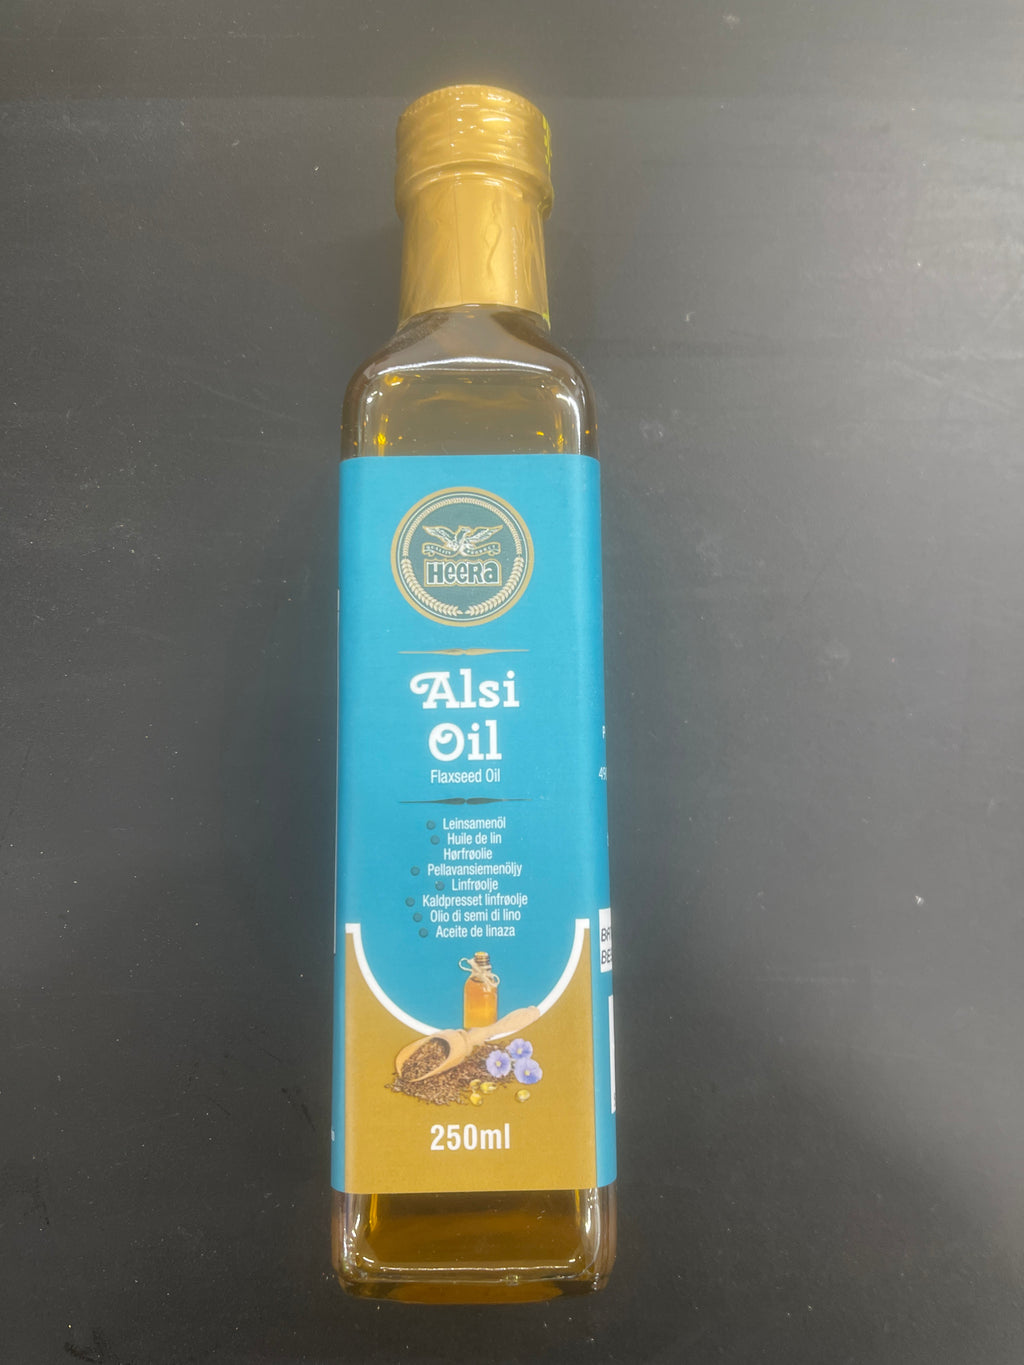 HEERA
Alsi
Oil
Flaxseed Oil
Leinsamenöl
Huile de lin
Hørfrøolie
Pellavansiemenöljy
Linfrøolje
Kaldpresset linfrøolje
Olio di semi di lino
Aceite de linaza
250ml